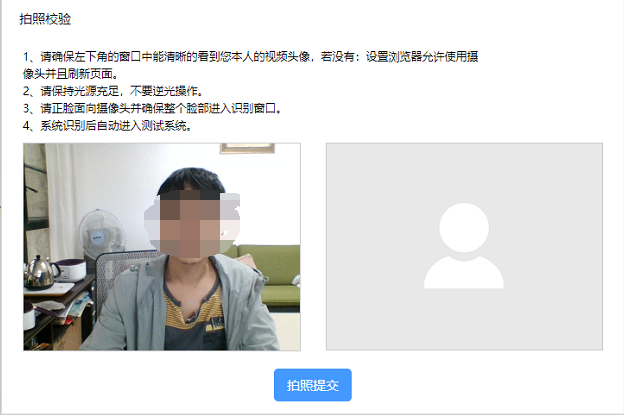 拍照校验
1、请确保左下角的窗口中能清晰的看到您本人的视频头像，若没有：设置浏览器允许使用摄
像头并且刷新页面。
2、请保持光源充足，不要逆光操作。
3、请正脸面向摄像头并确保整个脸部进入识别窗口。
4、系统识别后自动进入测试系统。
拍照提交